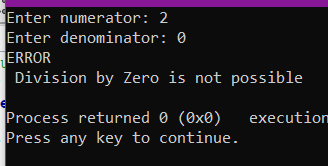 Enter numerator: 2
Enter denominator: 0
ERROR
 Division by Zero is not possible
Process returned 0 (0x0)   execution
Press any key to continue.